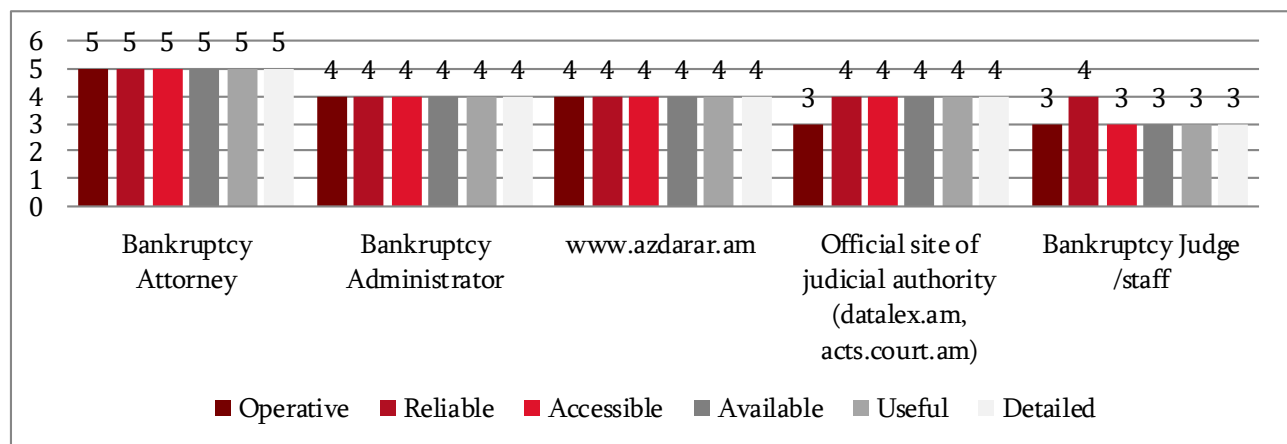 6
5
4
3
2
1
0
5 5 5 5 5 5
4 4 4 4 4 4
4 4 4 4 4 4
3 4 4 4 4 4
3 4 3 3 3 3
Bankruptcy
Attorney
Bankruptcy
Administrator
www.azdarar.am
Official site of
judicial authority
(datalex.am,
acts.court.am)
Bankruptcy Judge
/staff
Operative Reliable Accessible Available Useful Detailed